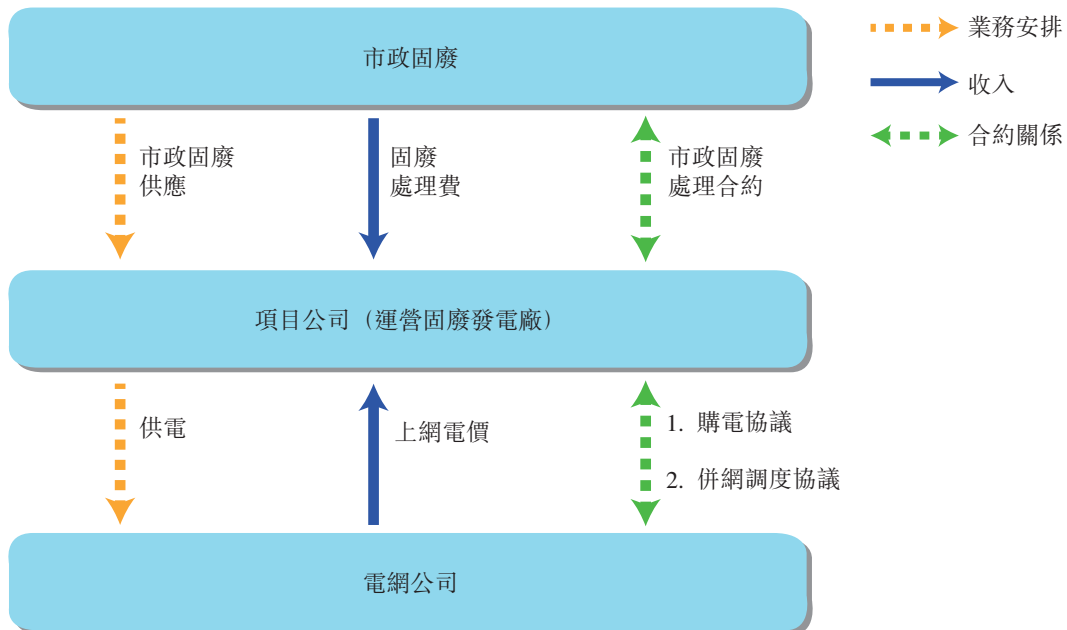 市政固廢
業務安排
收入
合約關係
市政固廢
供應
固廢
處理費
市政固廢
處理合約
項目公司（運營固廢發電廠）
供電
上網電價
1. 購電協議
2. 併網調度協議
電網公司